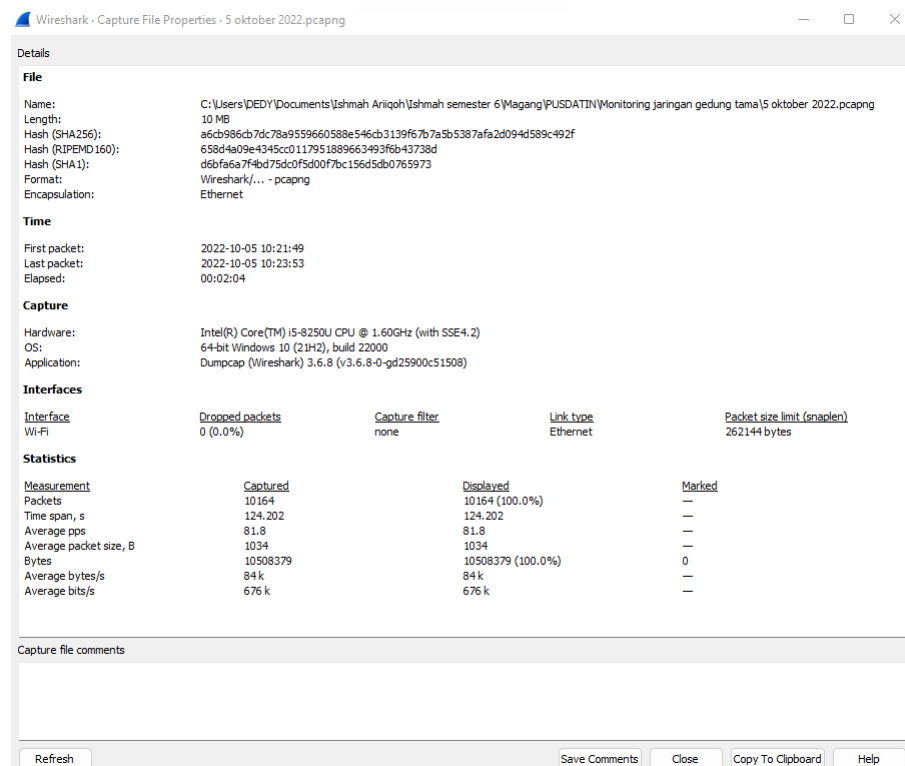 Wireshark · Capture File Properties · 5 oktober 2022.pcapng
Details
File
Name: C:\Users\DEDY\Documents\Ishmah Ariiqoh\Ishmah semester 6\Magang\PUSDATIN\Monitoring jaringan gedung tama\5 oktober 2022.pcapng
Length: 10 MB
Hash (SHA256): a6cb986cb7dc78a9559660588e546cb3139f67b7a5b5387afa2d094d589c492f
Hash (RIPEMD160): 658d4a09e4345cc0117951889663493f6b43738d
Hash (SHA1): d6bfa6a7f4bd75dc0f5d00f7bc156d5db0765973
Format: Wireshark/... - pcapng
Encapsulation: Ethernet
Time
First packet: 2022-10-05 10:21:49
Last packet: 2022-10-05 10:23:53
Elapsed: 00:02:04
Capture
Hardware: Intel(R) Core(TM) i5-8250U CPU @ 1.60GHz (with SSE4.2)
OS: 64-bit Windows 10 (21H2), build 22000
Application: Dumpcap (Wireshark) 3.6.8 (v3.6.8-0-gd25900c51508)
Interfaces
Interface Dropped packets Capture filter Link type Packet size limit (snaplen)
Wi-Fi 0 (0.0%) none Ethernet 262144 bytes
Statistics
Measurement Captured Displayed Marked
Packets 10164 10164 (100.0%) —
Time span, s 124.202 124.202 —
Average pps 81.8 81.8 —
Average packet size, B 1034 1034 —
Bytes 10508379 10508379 (100.0%) 0
Average bytes/s 84 k 84 k —
Average bits/s 676 k 676 k —
Capture file comments
Refresh Save Comments Close Copy To Clipboard Help